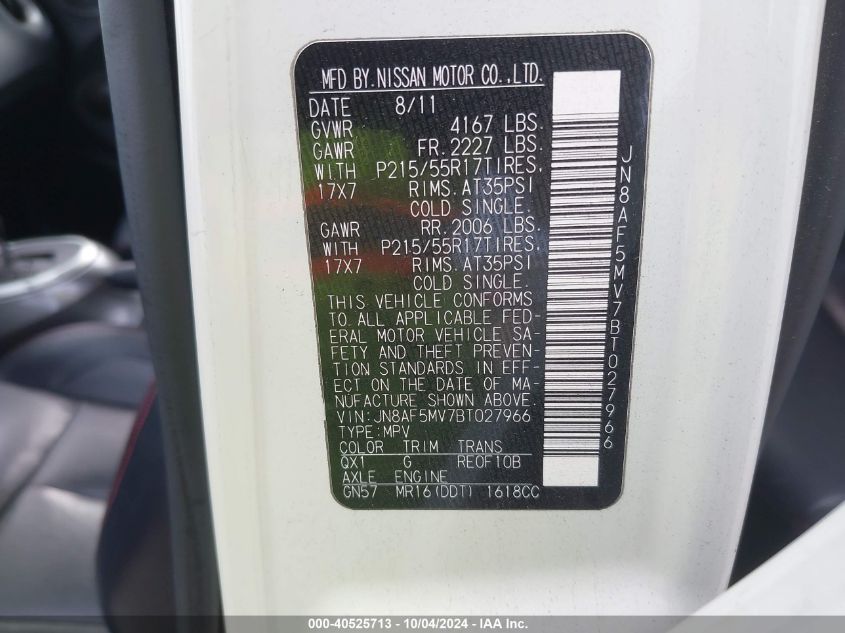 MFD BY.NISSAN MOTOR CO.,LTD.
DATE 8/11
GVWR 4167 LBS.
GAWR FR. 2227 LBS.
WITH P215/55R17TIRES.
17X7 RIMS. AT35PSI
COLD SINGLE.
GAWR RR. 2006 LBS.
WITH P215/55R17TIRES.
17X7 RIMS. AT35PSI
COLD SINGLE.
THIS VEHICLE CONFORMS
TO ALL APPLICABLE FED-
ERAL MOTOR VEHICLE SA-
FETY AND THEFT PREVEN-
TION STANDARDS IN EFF-
ECT ON THE DATE OF MA-
NUFACTURE SHOWN ABOVE.
VIN:JN8AF5MV7BT027966
TYPE:MPV
COLOR TRIM TRANS
QX1 G REOF10B
AXLE ENGINE
GN57 MR16(DDT) 1618CC
JN8AF5MV7BT027966
000-40525713 - 10/04/2024 - IAA Inc.